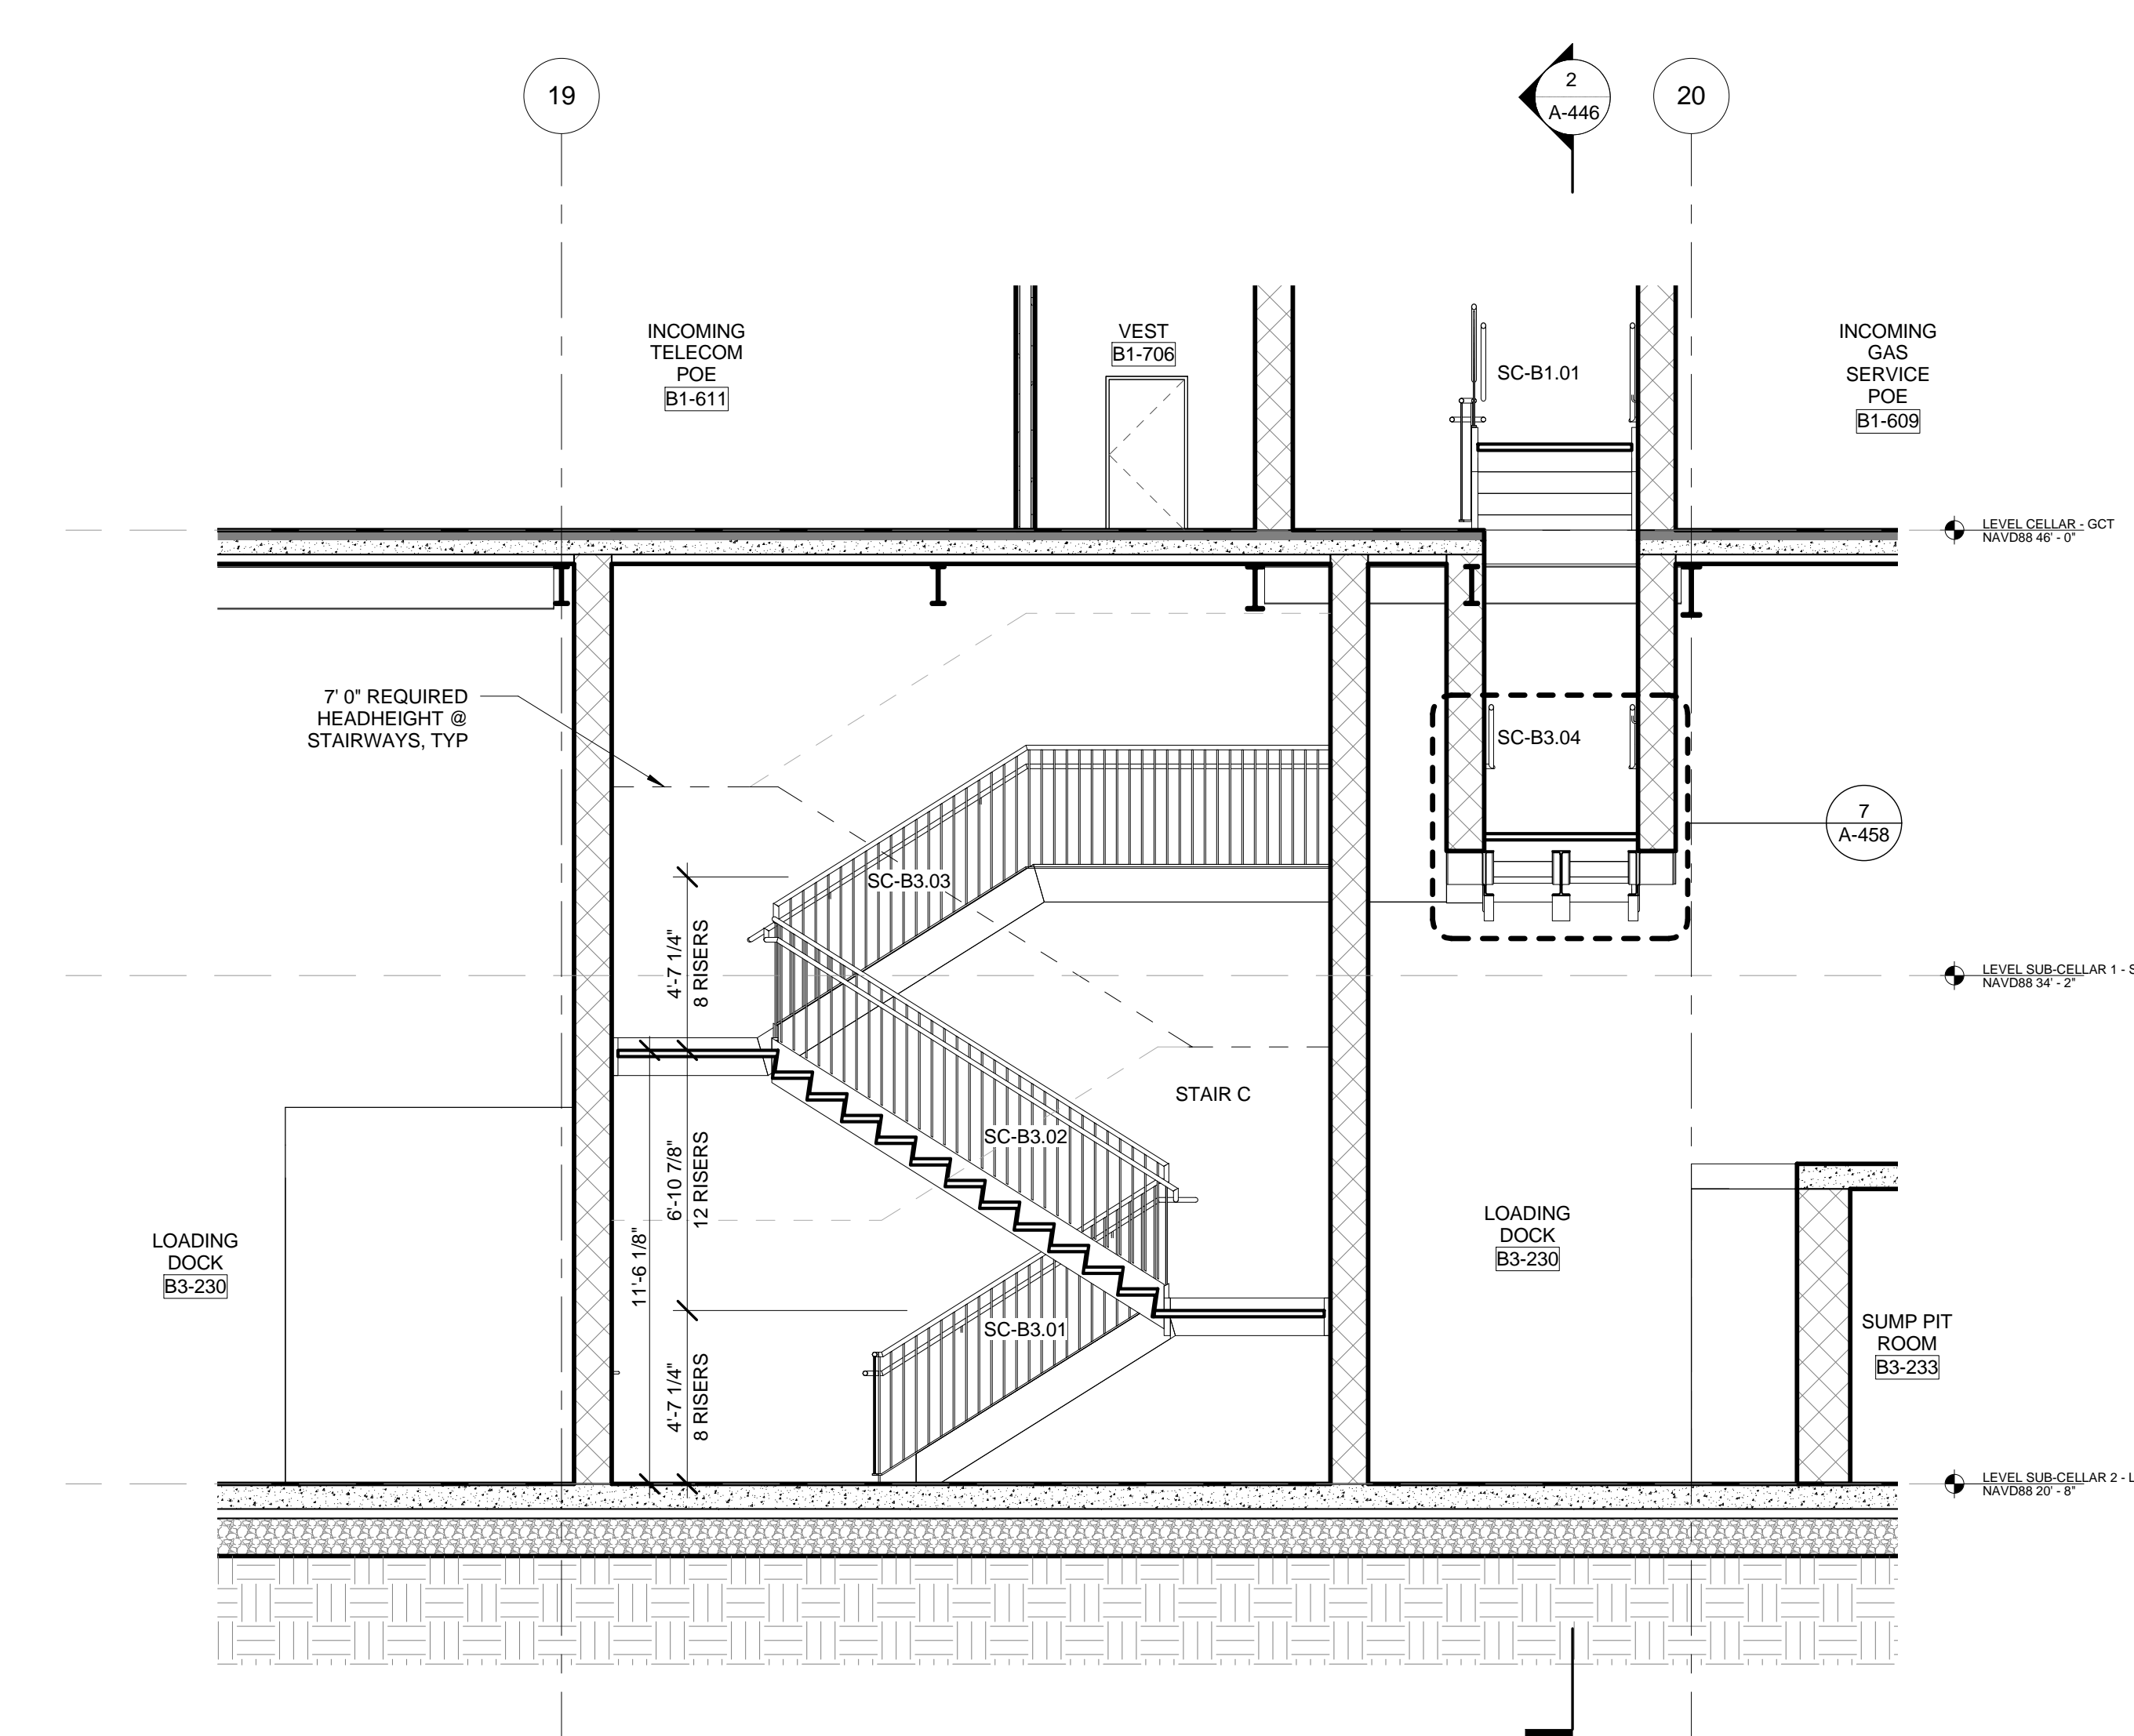 19
2
A-446
20
INCOMING
TELECOM
POE
B1-611
VEST
B1-706
SC-B1.01
INCOMING
GAS
SERVICE
POE
B1-609
LEVEL CELLAR - GCT
NAVD88 46' - 0"
7' 0" REQUIRED
HEADHEIGHT @
STAIRWAYS, TYP
SC-B3.04
7
A-458
SC-B3.03
4'-7 1/4"
8 RISERS
LEVEL SUB-CELLAR 1 - S
NAVD88 34' - 2"
STAIR C
SC-B3.02
6'-10 7/8"
12 RISERS
11'-6 1/8"
LOADING
DOCK
B3-230
LOADING
DOCK
B3-230
SC-B3.01
4'-7 1/4"
8 RISERS
SUMP PIT
ROOM
B3-233
LEVEL SUB-CELLAR 2 - L
NAVD88 20' - 8"